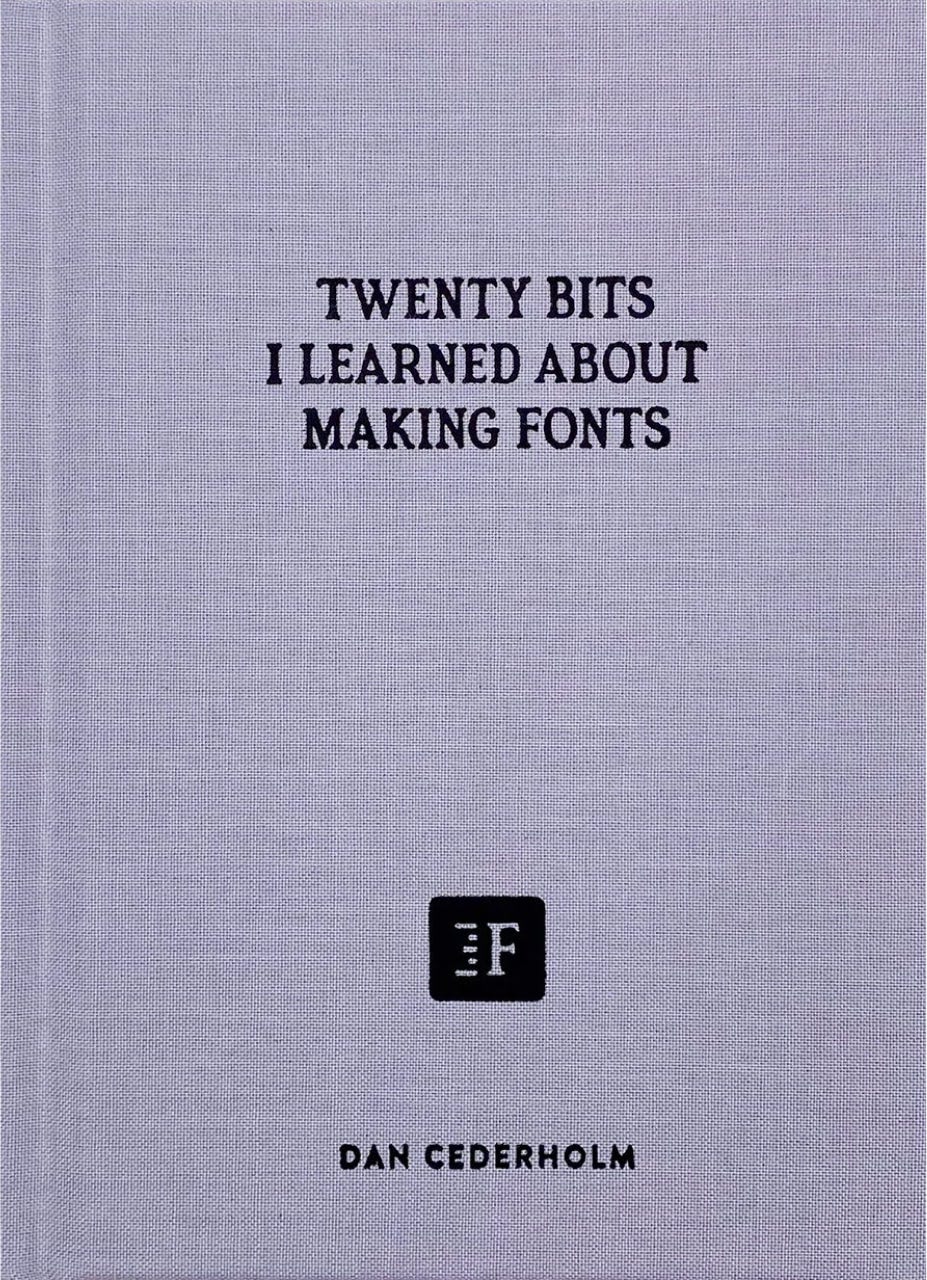 TWENTY BITS
I LEARNED ABOUT
MAKING FONTS
F
DAN CEDERHOLM